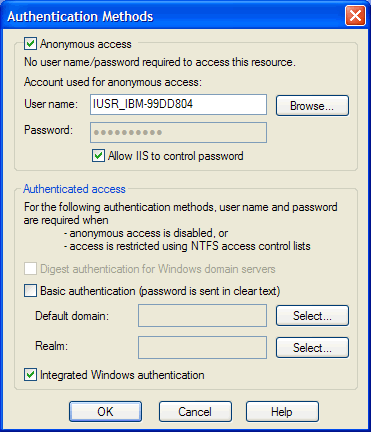 Authentication Methods
Anonymous access
No user name/password required to access this resource.
Account used for anonymous access:
User name: IUSR_IBM-99DD804 Browse...
Password: ●●●●●●●●●●
Allow IIS to control password
Authenticated access
For the following authentication methods, user name and password
are required when
- anonymous access is disabled, or
- access is restricted using NTFS access control lists
Digest authentication for Windows domain servers
Basic authentication (password is sent in clear text)
Default domain: Select...
Realm: Select...
Integrated Windows authentication
OK Cancel Help